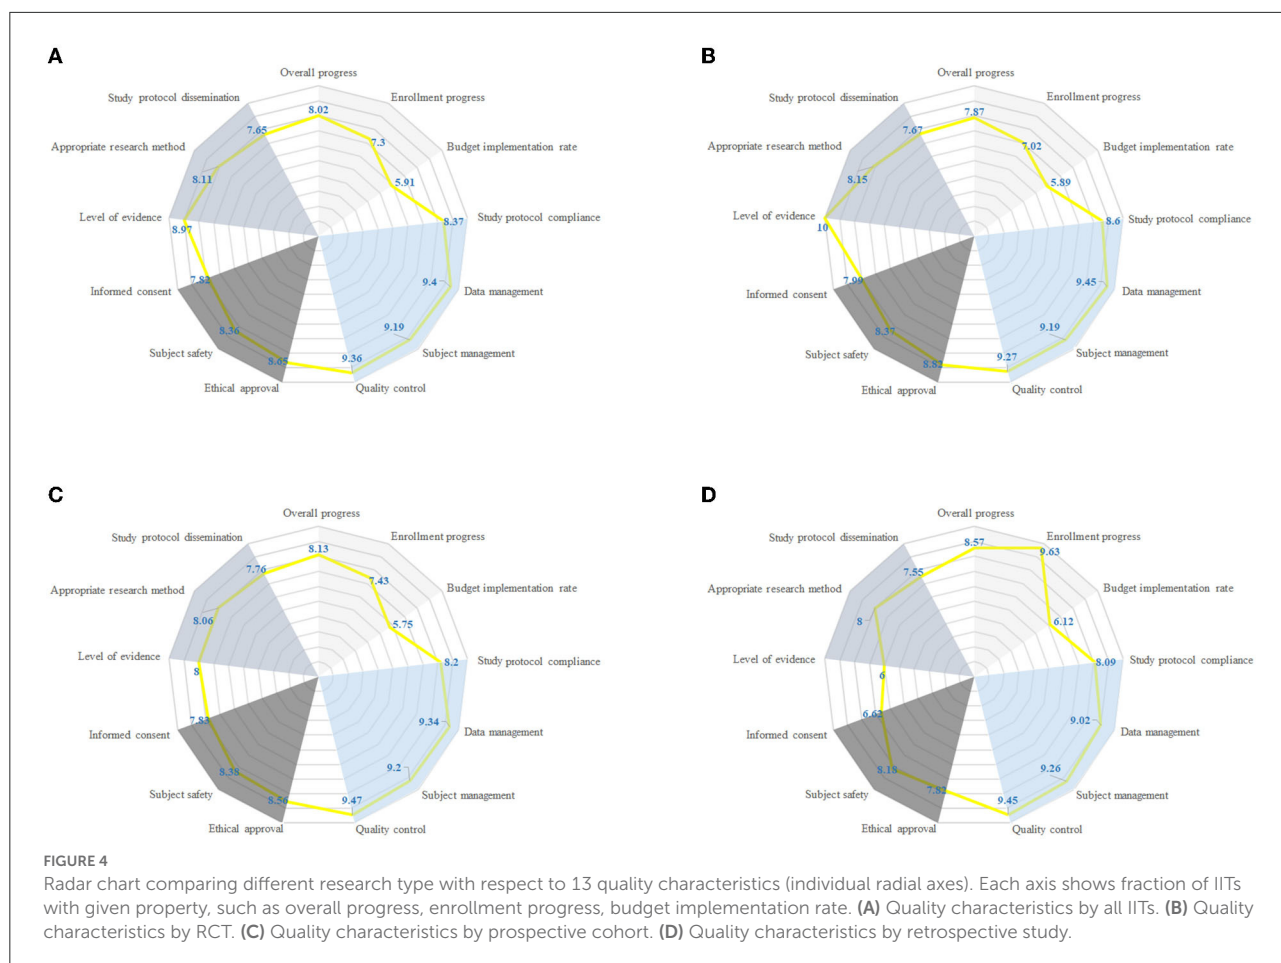 A
Overall progress
Study protocol dissemination
Enrollment progress
8.02
7.65
7.3
Appropriate research method
Budget implementation rate
8.11
5.91
Level of evidence
8.97
8.37
Study protocol compliance
Informed consent
7.82
9.4
Data management
Subject safety
8.36
9.19
Subject management
8.65
9.36
Ethical approval
Quality control
B
Overall progress
Study protocol dissemination
Enrollment progress
7.87
7.67
7.02
Appropriate research method
Budget implementation rate
8.15
5.89
Level of evidence
10
8.6
Study protocol compliance
Informed consent
7.99
9.45
Data management
Subject safety
8.37
9.19
Subject management
8.82
9.27
Ethical approval
Quality control
C
Overall progress
Study protocol dissemination
Enrollment progress
8.13
7.76
7.43
Appropriate research method
Budget implementation rate
8.06
5.75
Level of evidence
8
8.2
Study protocol compliance
Informed consent
7.83
9.34
Data management
Subject safety
8.38
9.2
Subject management
8.56
9.47
Ethical approval
Quality control
D
Overall progress
Study protocol dissemination
Enrollment progress
8.57
9.63
7.55
Appropriate research method
Budget implementation rate
8
6.12
Level of evidence
6
8.09
Study protocol compliance
Informed consent
6.62
9.02
Data management
Subject safety
8.18
9.26
Subject management
7.82
9.45
Ethical approval
Quality control
FIGURE 4
Radar chart comparing different research type with respect to 13 quality characteristics (individual radial axes). Each axis shows fraction of IITs
with given property, such as overall progress, enrollment progress, budget implementation rate. (A) Quality characteristics by all IITs. (B) Quality
characteristics by RCT. (C) Quality characteristics by prospective cohort. (D) Quality characteristics by retrospective study.